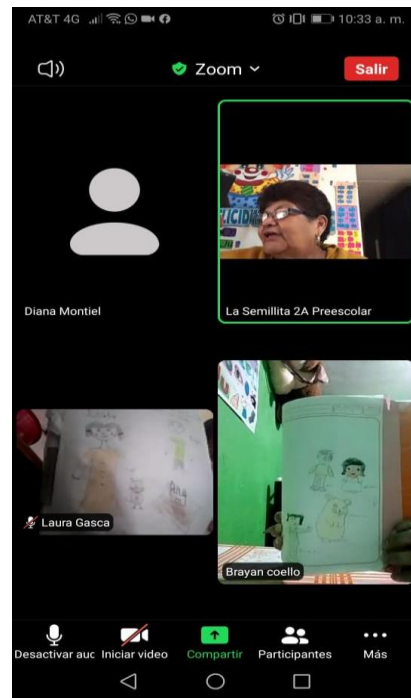 AT&T 4G 10:33 a. m.
Zoom Salir
LICIDI
Diana Montiel
La Semillita 2A Preescolar
Laura Gasca
Brayan coello
Desactivar auc Iniciar video Compartir Participantes Más